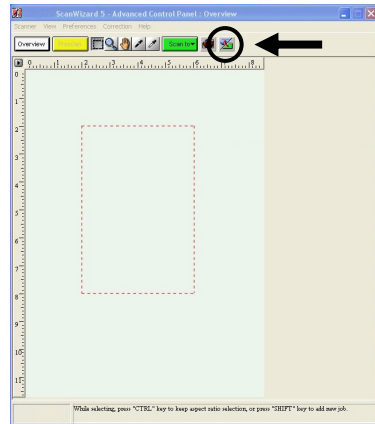 ScanWizard 5 - Advanced Control Panel : Overview
Scanner View Preferences Correction Help
Overview Scan to
0 1 2 3 4 5 6 7 8
0
1
2
3
4
5
6
7
8
9
10
11
While selecting, press "CTRL" key to keep aspect ratio selection, or press "SHIFT" key to add new job.